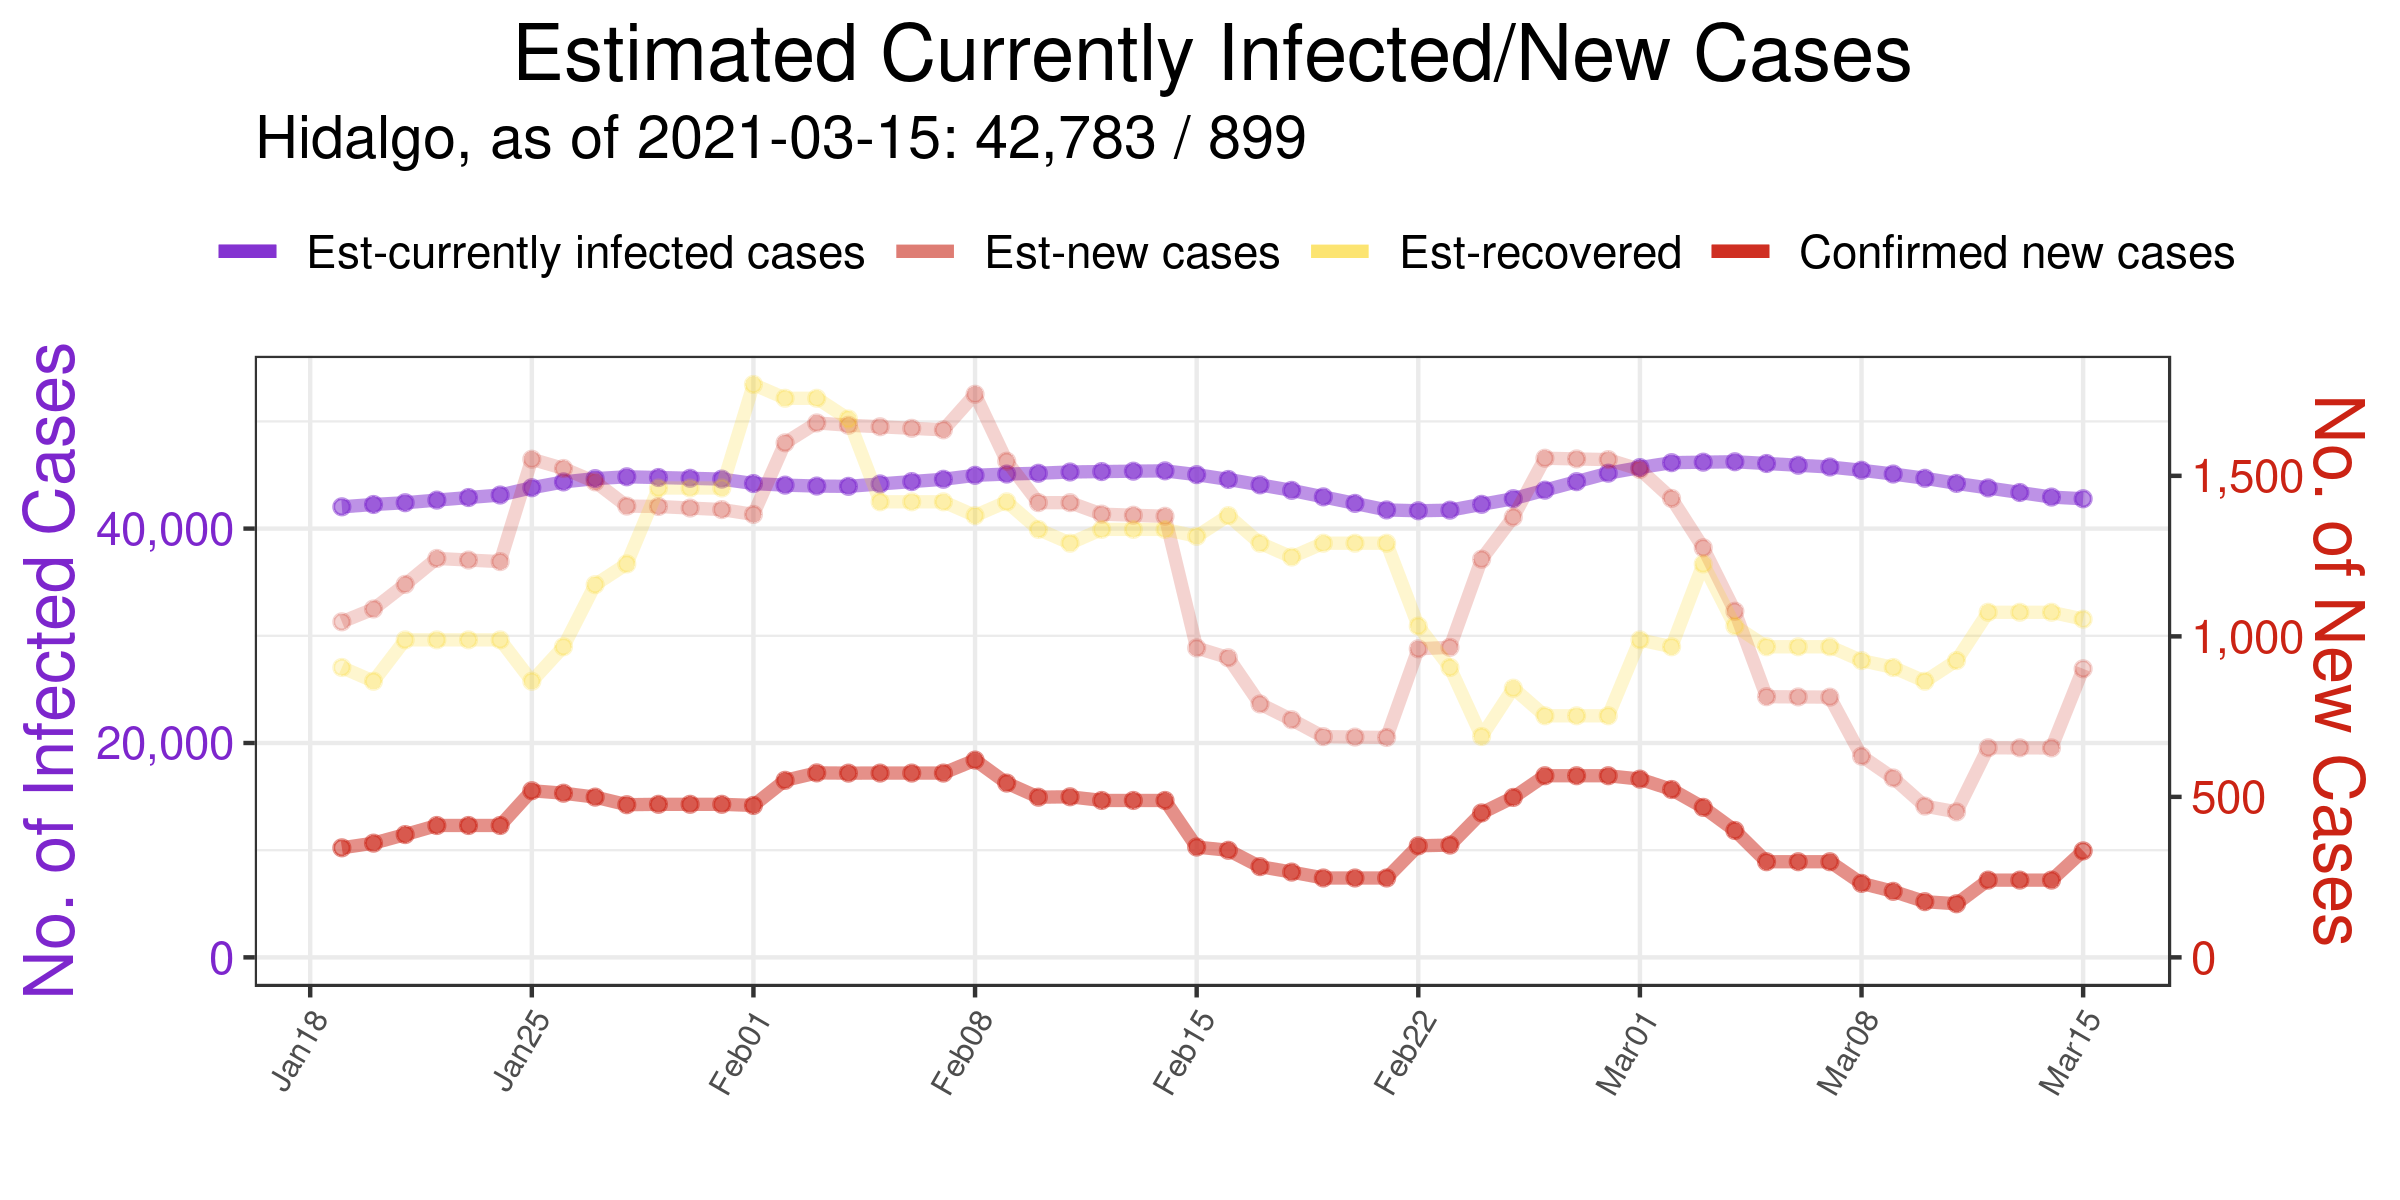 Estimated Currently Infected/New Cases
Hidalgo, as of 2021-03-15: 42,783 / 899
Est-currently infected cases Est-new cases Est-recovered Confirmed new cases
No. of Infected Cases
40,000
20,000
0
1,500
1,000
500
0
No. of New Cases
Jan18 Jan25 Feb01 Feb08 Feb15 Feb22 Mar01 Mar08 Mar15